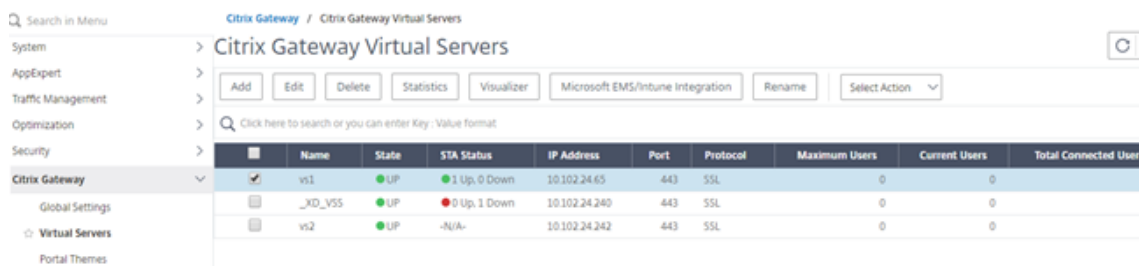 Search in Menu
System
AppExpert
Traffic Management
Optimization
Security
Citrix Gateway
Global Settings
Virtual Servers
Portal Themes
Citrix Gateway / Citrix Gateway Virtual Servers
Citrix Gateway Virtual Servers
Add Edit Delete Statistics Visualizer Microsoft EMS/Intune Integration Rename Select Action
Click here to search or you can enter Key : Value format
Name State STA Status IP Address Port Protocol Maximum Users Current Users Total Connected User
vs1 UP 1 Up, 0 Down 10.102.24.65 443 SSL 0 0
_XD_VSS UP 0 Up, 1 Down 10.102.24.240 443 SSL 0 0
vs2 UP -N/A- 10.102.24.242 443 SSL 0 0